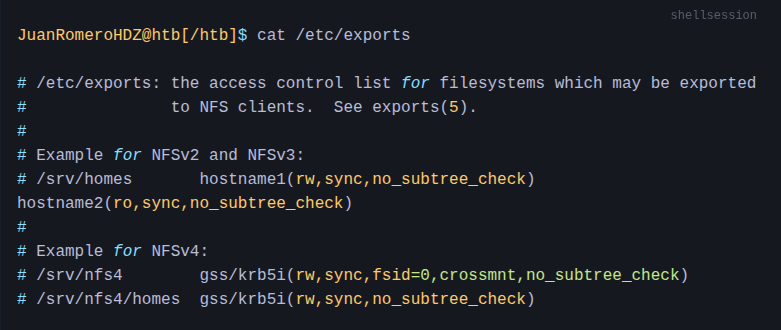 shellsession
JuanRomeroHDZ@htb[/htb]$ cat /etc/exports
# /etc/exports: the access control list for filesystems which may be exported
#               to NFS clients.  See exports(5).
#
# Example for NFSv2 and NFSv3:
# /srv/homes       hostname1(rw,sync,no_subtree_check)
hostname2(ro,sync,no_subtree_check)
#
# Example for NFSv4:
# /srv/nfs4        gss/krb5i(rw,sync,fsid=0,crossmnt,no_subtree_check)
# /srv/nfs4/homes  gss/krb5i(rw,sync,no_subtree_check)